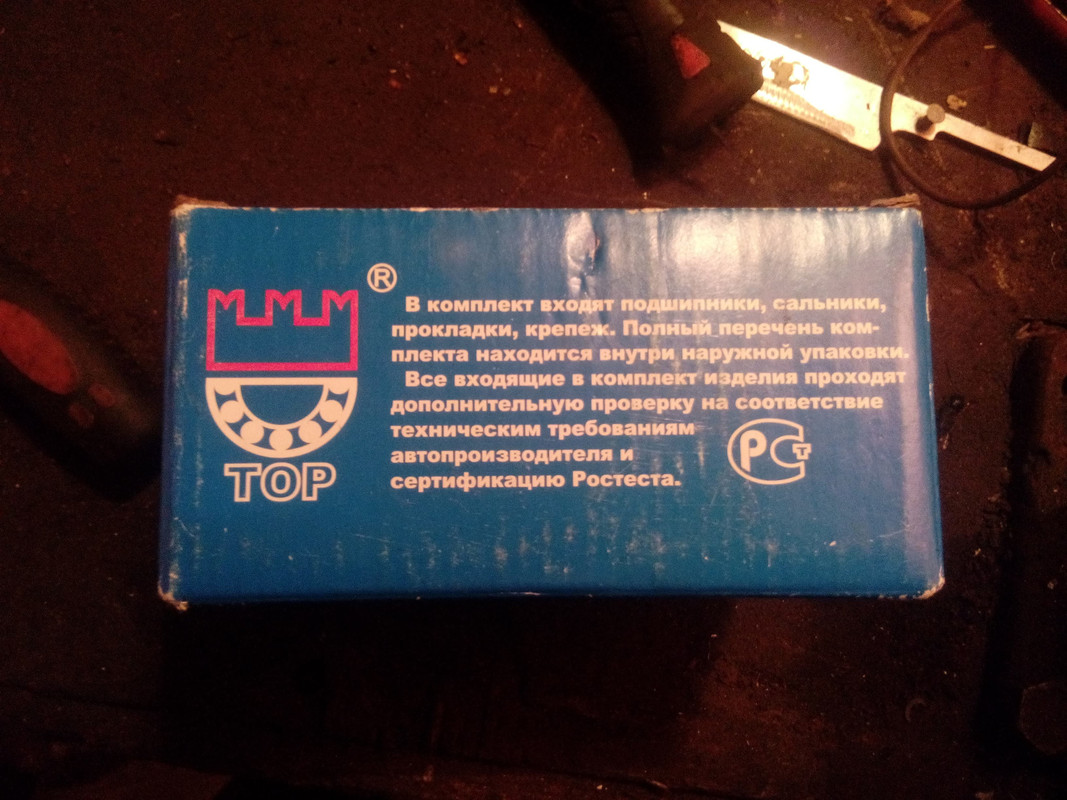 ®
В комплект входят подшипники, сальники,
прокладки, крепеж. Полный перечень ком-
плекта находится внутри наружной упаковки.
Все входящие в комплект изделия проходят
дополнительную проверку на соответствие
техническим требованиям
автопроизводителя и
сертификацию Ростеста.
РСТ
ТОР